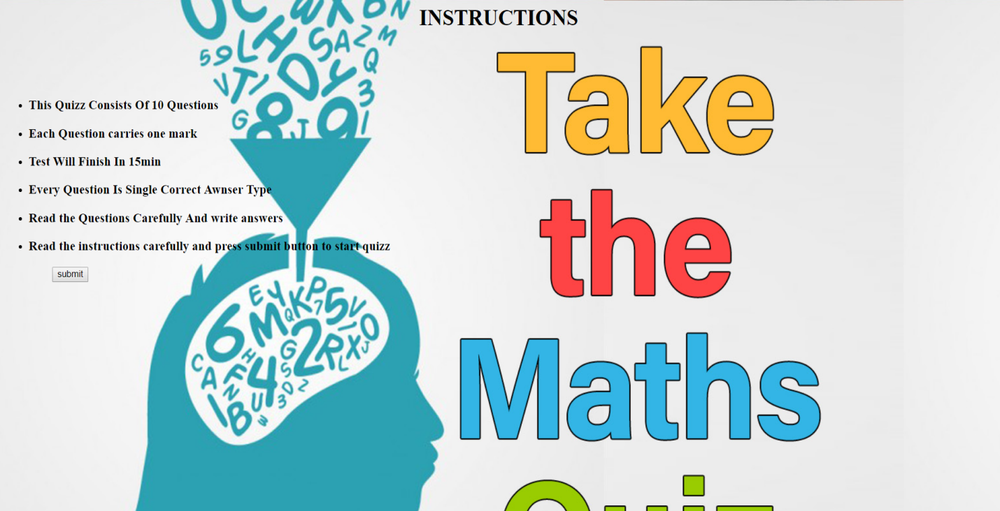 INSTRUCTIONS
Take
the
Maths
Quiz
This Quizz Consists Of 10 Questions
Each Question carries one mark
Test Will Finish In 15min
Every Question Is Single Correct Awnser Type
Read the Questions Carefully And write answers
Read the instructions carefully and press submit button to start quizz
submit